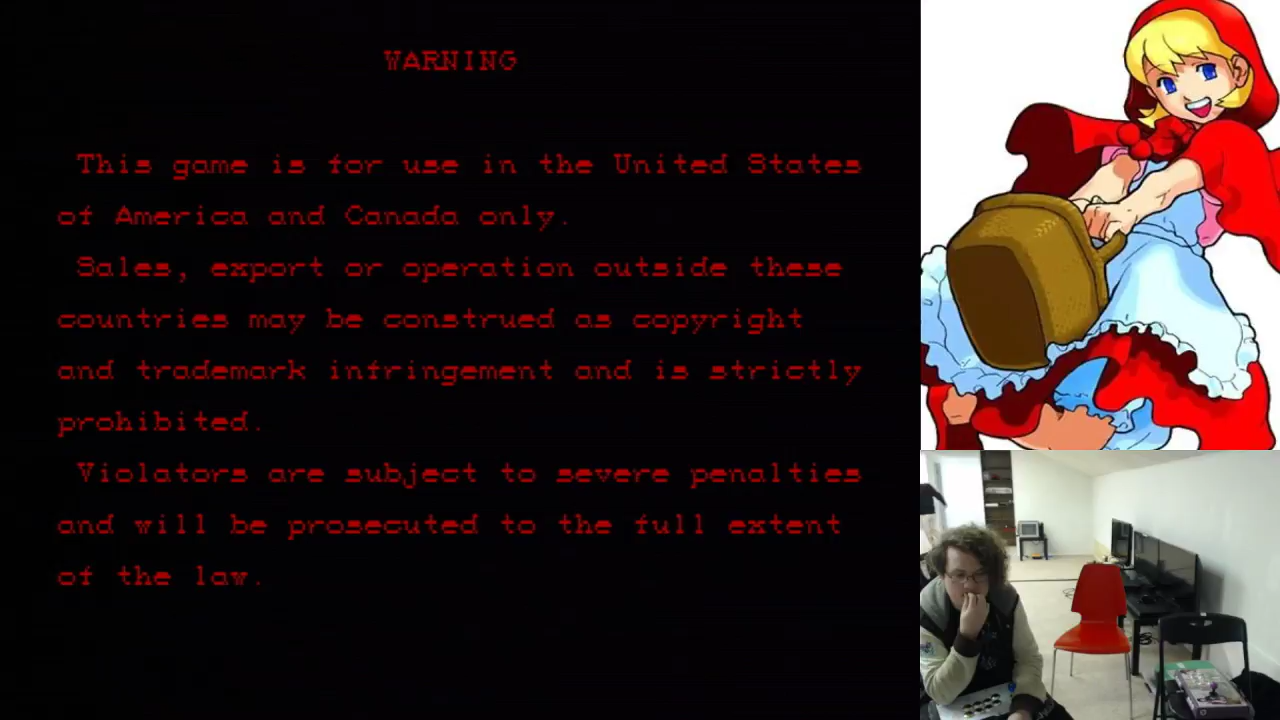 WARNING
This game is for use in the United States
of America and Canada only.
Sales, export or operation outside these
countries may be construed as copyright
and trademark infringement and is strictly
prohibited.
Violators are subject to severe penalties
and will be prosecuted to the full extent
of the law.